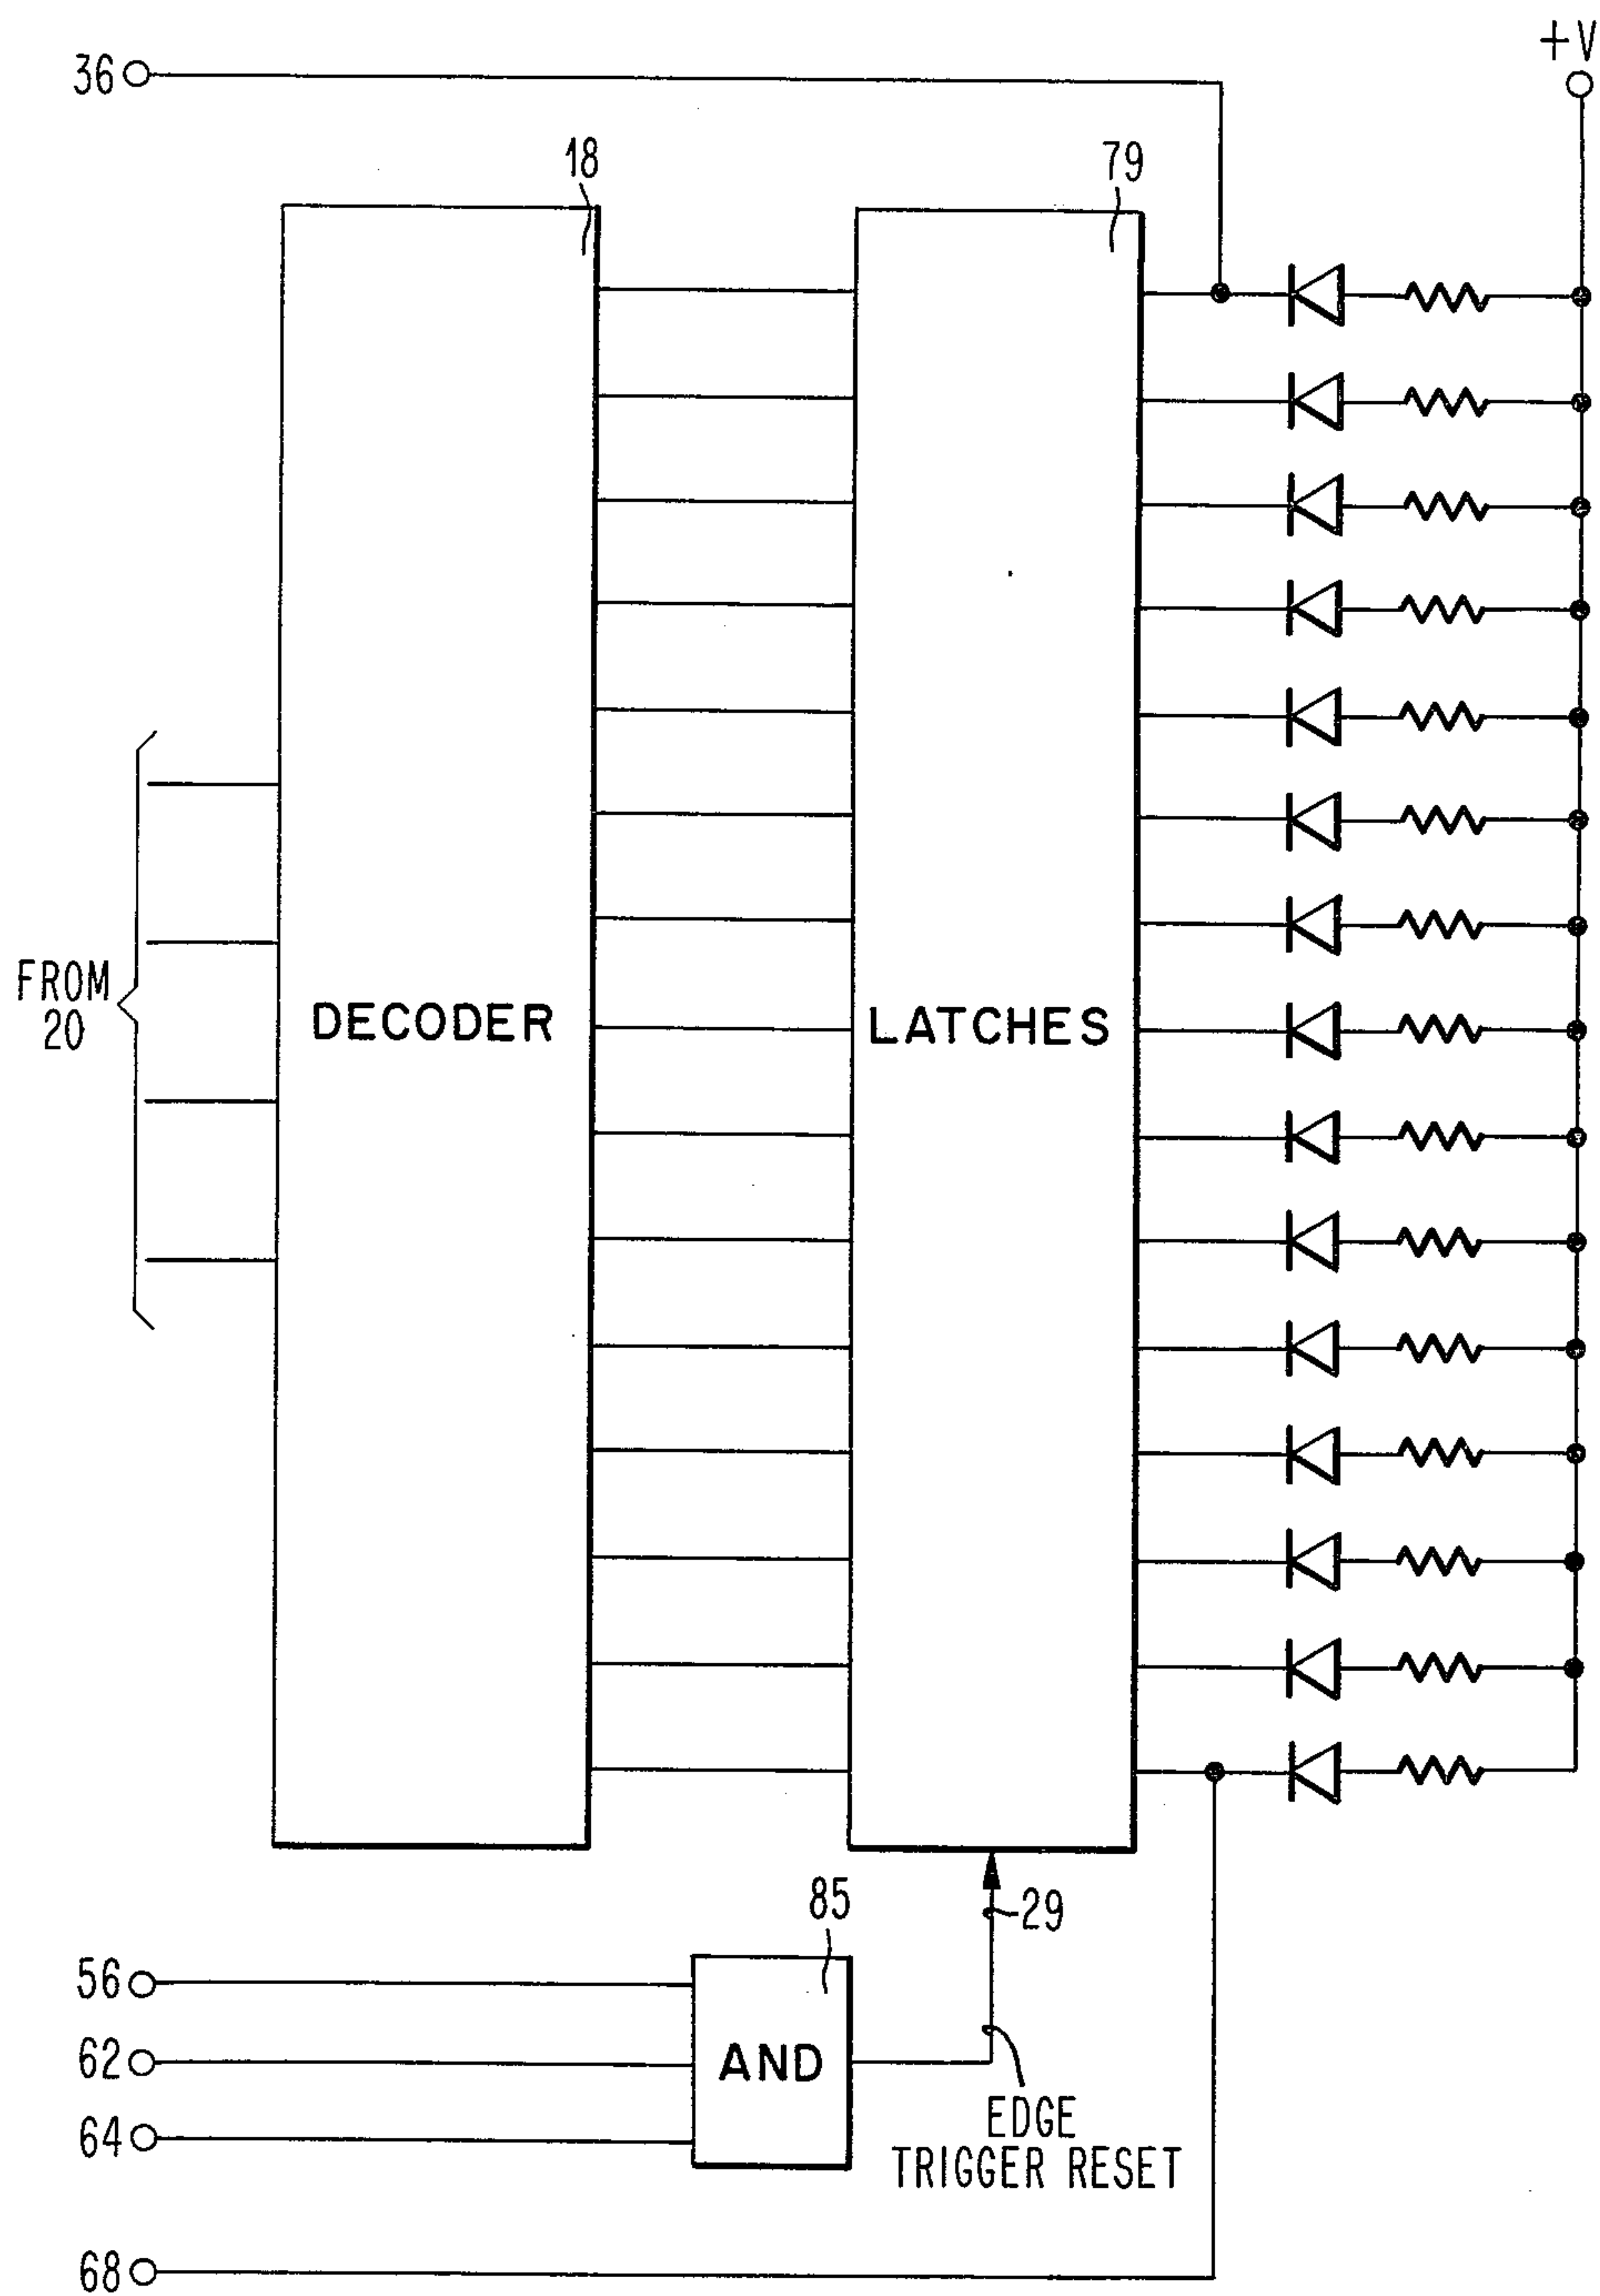 +V
36
18
79
FROM
20
DECODER
LATCHES
85
29
56
62
AND
64
EDGE
TRIGGER RESET
68